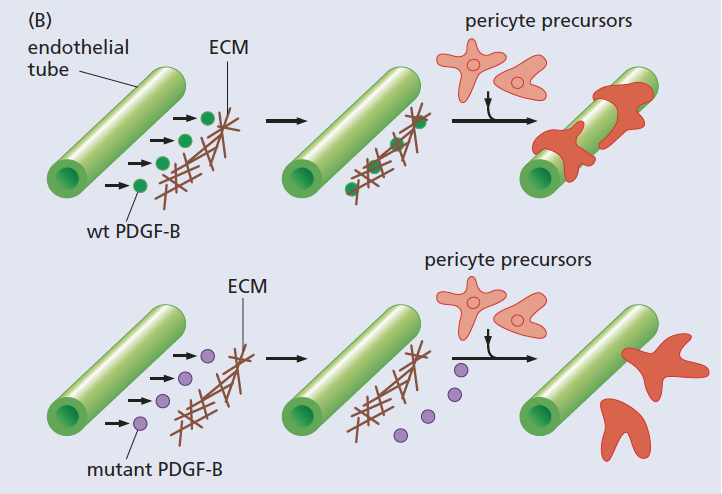 (B)
pericyte precursors
endothelial
tube
ECM
wt PDGF-B
pericyte precursors
ECM
mutant PDGF-B